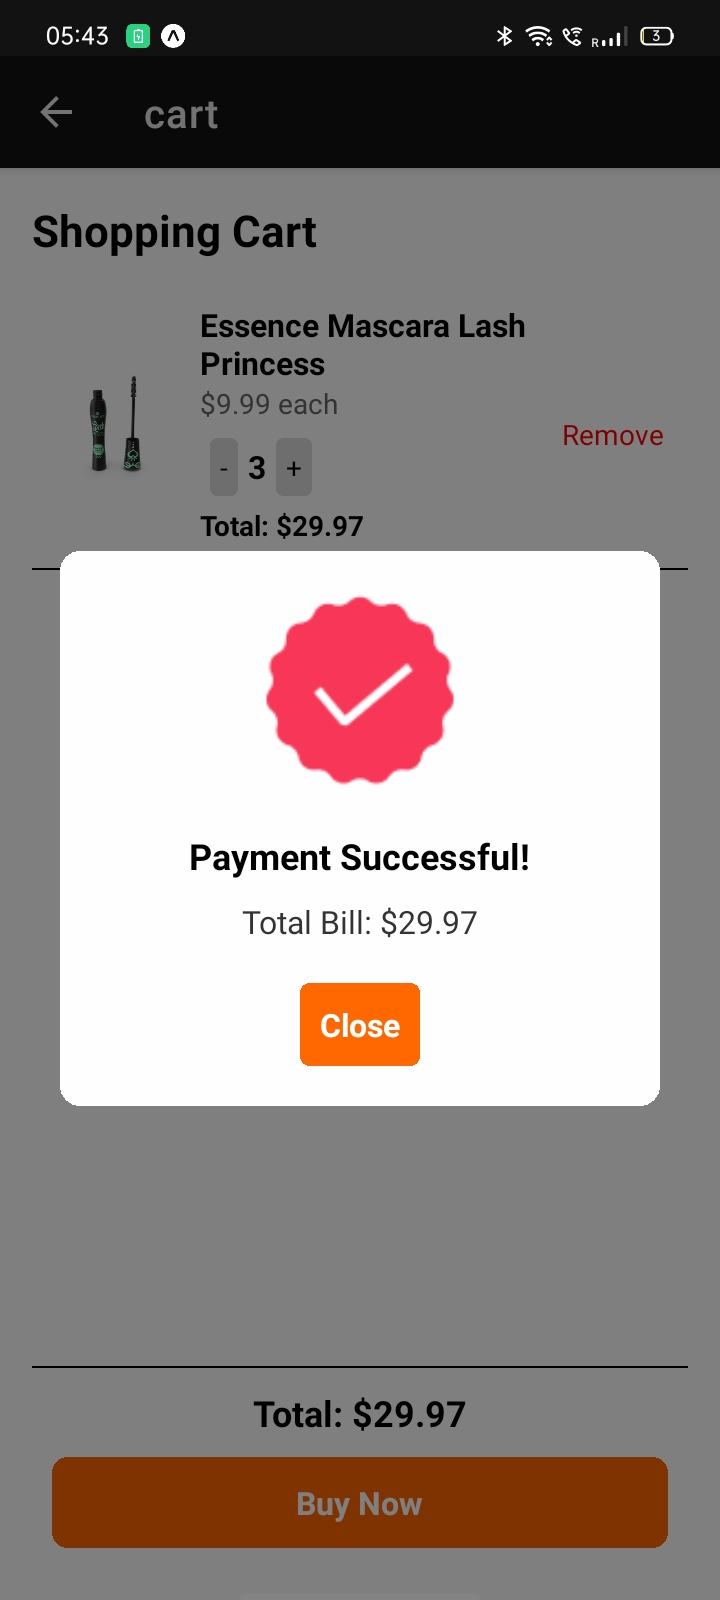 05:43
R
3
cart
Shopping Cart
Essence Mascara Lash
Princess
$9.99 each
Remove
- 3 +
Total: $29.97
Payment Successful!
Total Bill: $29.97
Close
Total: $29.97
Buy Now